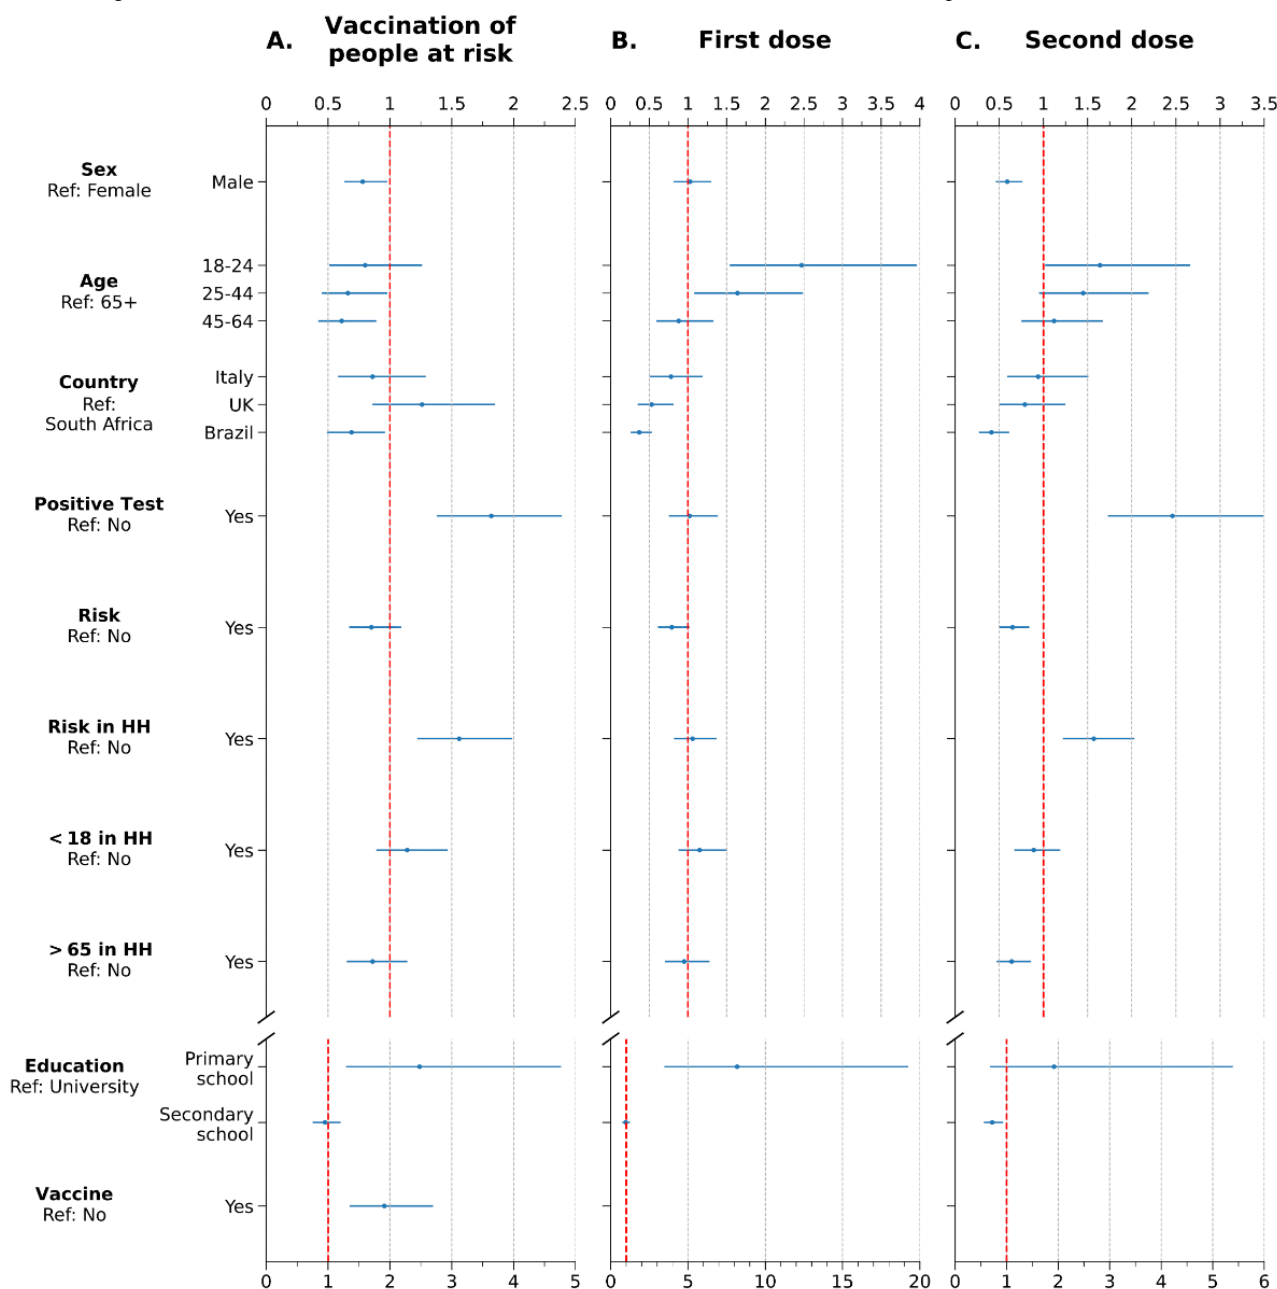 A. Vaccination of people at risk
B. First dose
C. Second dose
0 0.5 1 1.5 2 2.5
0 0.5 1 1.5 2 2.5 3 3.5 4
0 0.5 1 1.5 2 2.5 3 3.5
Sex
Ref: Female
Male
Age
Ref: 65+
18-24
25-44
45-64
Country
Ref:
South Africa
Italy
UK
Brazil
Positive Test
Ref: No
Yes
Risk
Ref: No
Yes
Risk in HH
Ref: No
Yes
< 18 in HH
Ref: No
Yes
> 65 in HH
Ref: No
Yes
Education
Ref: University
Primary
school
Secondary
school
Vaccine
Ref: No
Yes
0 1 2 3 4 5
0 5 10 15 20
0 1 2 3 4 5 6